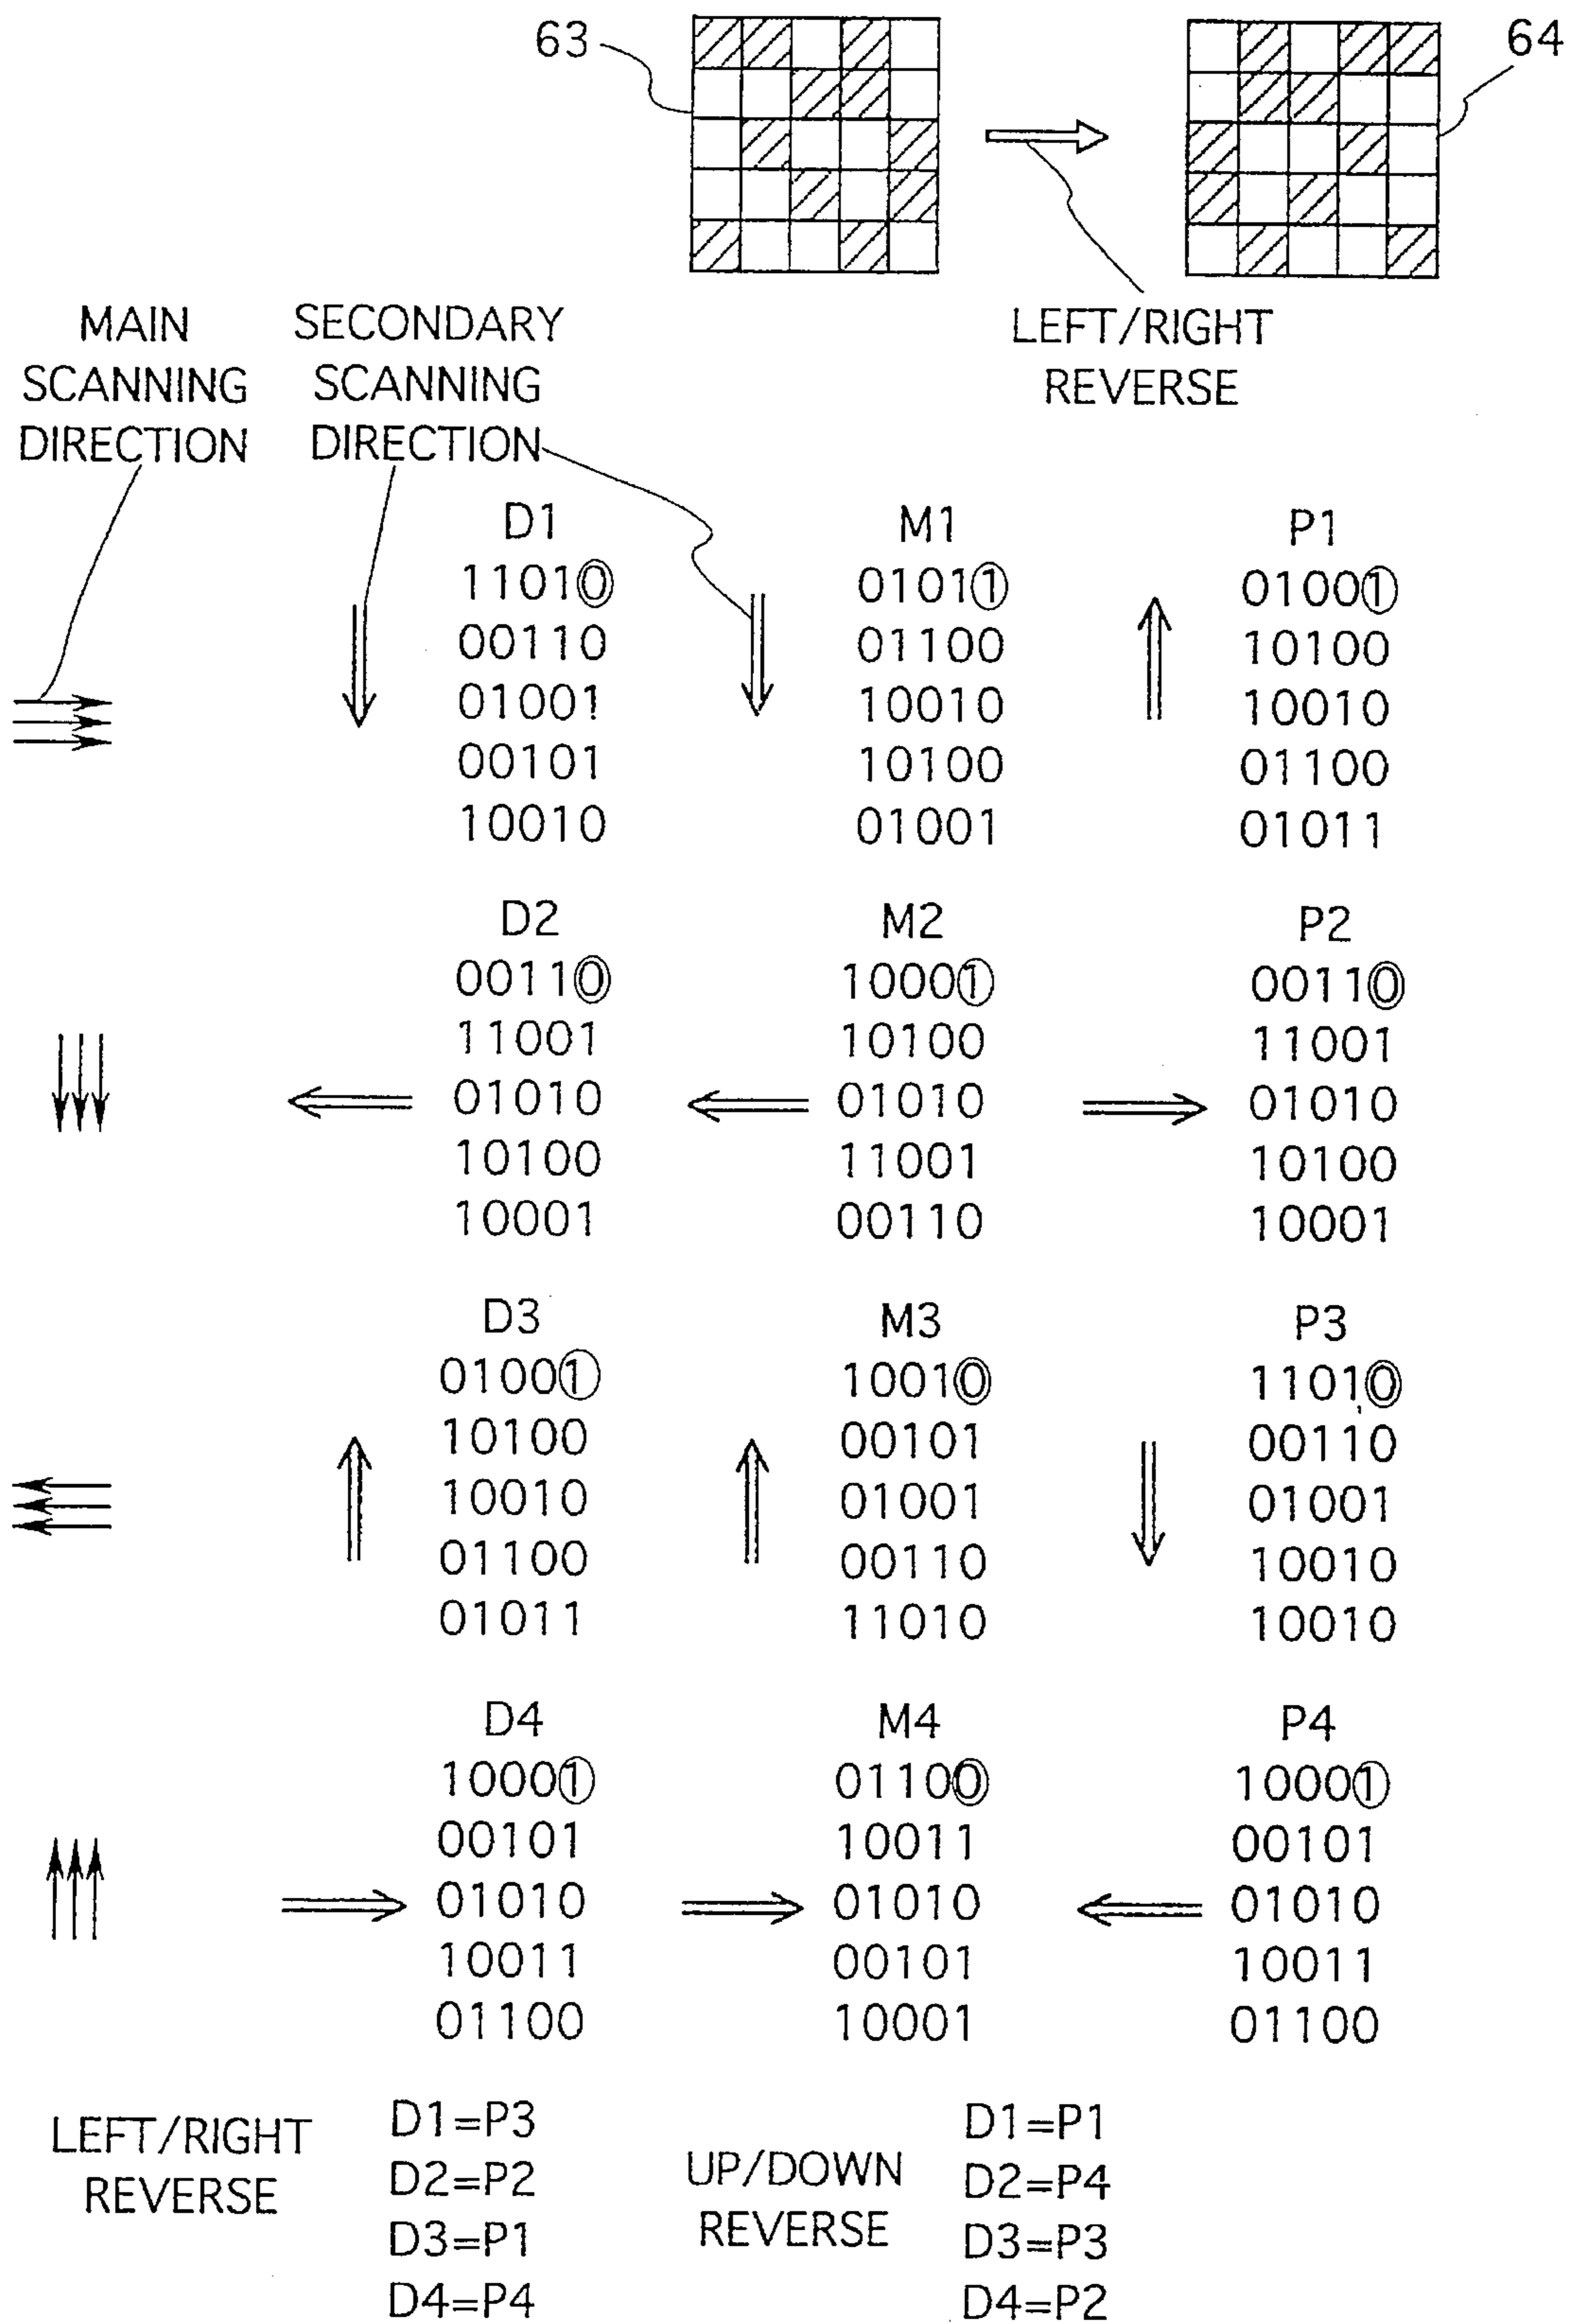 63
64
MAIN SCANNING DIRECTION
SECONDARY SCANNING DIRECTION
LEFT/RIGHT REVERSE
D1
11010
00110
01001
00101
10010
M1
01011
01100
10010
10100
01001
P1
01001
10100
10010
01100
01011
D2
00110
11001
01010
10100
10001
M2
10001
10100
01010
11001
00110
P2
00110
11001
01010
10100
10001
D3
01001
10100
10010
01100
01011
M3
10010
00101
01001
00110
11010
P3
11010
00110
01001
10010
10010
D4
10001
00101
01010
10011
01100
M4
01100
10011
01010
00101
10001
P4
10001
00101
01010
10011
01100
LEFT/RIGHT REVERSE
D1=P3
D2=P2
D3=P1
D4=P4
UP/DOWN REVERSE
D1=P1
D2=P4
D3=P3
D4=P2